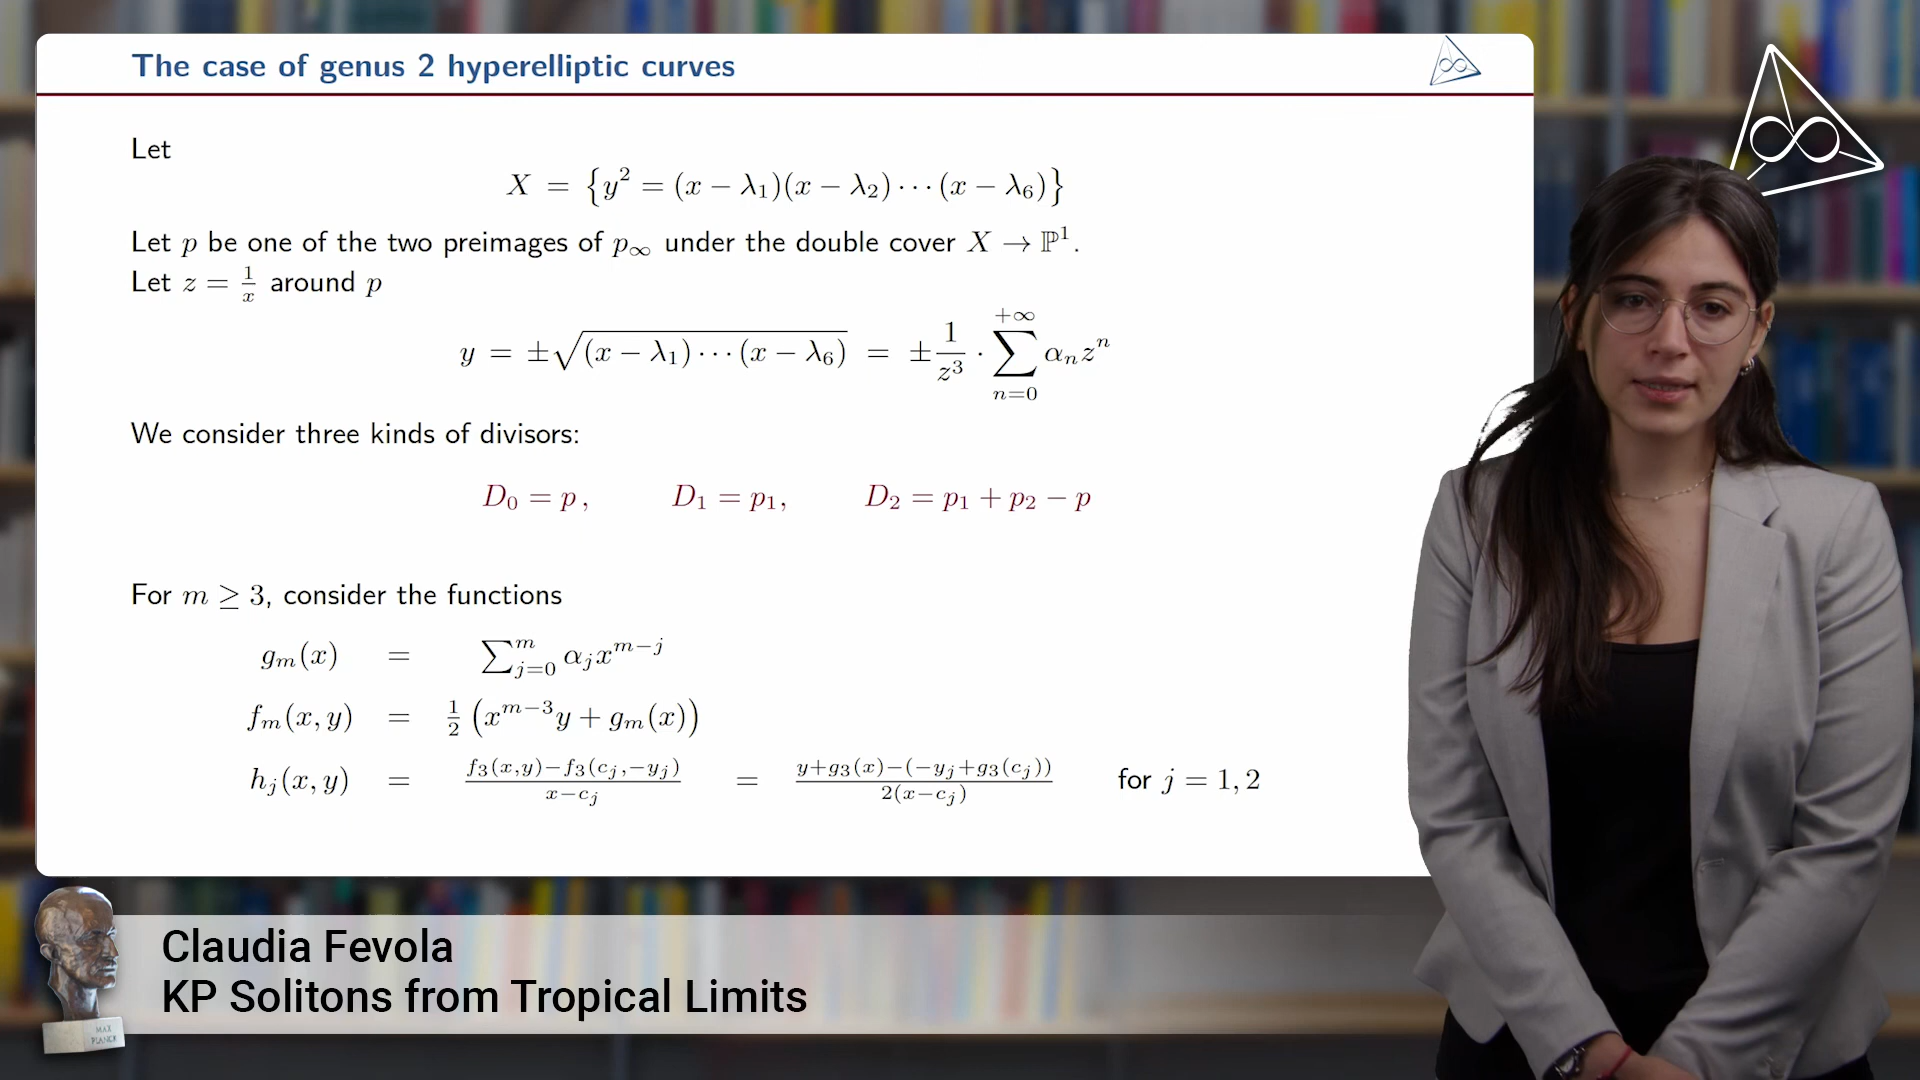 The case of genus 2 hyperelliptic curves
Let
X = {y² = (x − λ₁)(x − λ₂) · · · (x − λ₆)}
Let p be one of the two preimages of p∞ under the double cover X → ℙ¹.
Let z = 1/x around p
y = ±√((x − λ₁) · · · (x − λ₆)) = ± 1/z³ · ∑_{n=0}^{+∞} αₙzⁿ
We consider three kinds of divisors:
D₀ = p , D₁ = p₁, D₂ = p₁ + p₂ − p
For m ≥ 3, consider the functions
gₘ(x) = ∑_{j=0}^{m} αⱼx^{m−j}
fₘ(x, y) = 1/2 (x^{m−3}y + gₘ(x))
hⱼ(x, y) = (f₃(x,y)−f₃(cⱼ,−yⱼ))/(x−cⱼ) = (y+g₃(x)−(−yⱼ+g₃(cⱼ)))/(2(x−cⱼ)) for j = 1, 2
Claudia Fevola
KP Solitons from Tropical Limits
MAX
PLANCK